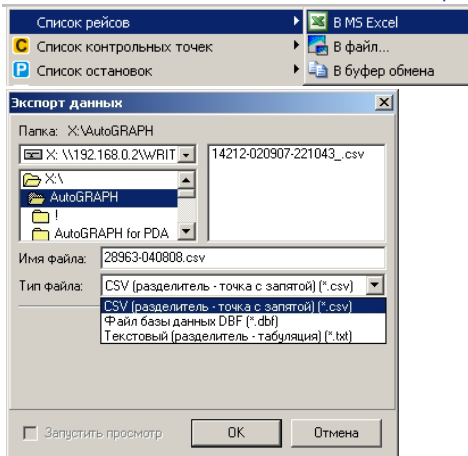 Список рейсов
В MS Excel
C Список контрольных точек
В файл...
P Список остановок
В буфер обмена
Экспорт данных
Папка: X:\AutoGRAPH
X: \\192.168.0.2\WRIT
14212-020907-221043_.csv
X:\
AutoGRAPH
!
AutoGRAPH for PDA
Имя файла: 28963-040808.csv
Тип файла: CSV (разделитель - точка с запятой) (*.csv)
CSV (разделитель - точка с запятой) (*.csv)
Файл базы данных DBF (*.dbf)
Текстовый (разделитель - табуляция) (*.txt)
Запустить просмотр
OK
Отмена